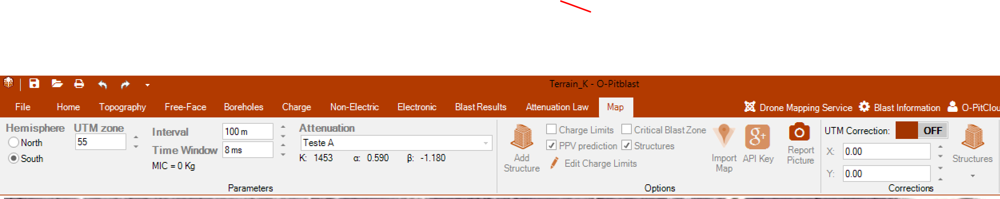 Terrain_K - O-Pitblast
File Home Topography Free-Face Boreholes Charge Non-Electric Electronic Blast Results Attenuation Law Map Drone Mapping Service Blast Information O-PitClou
Hemisphere
North
South
UTM zone
55
Interval 100 m
Time Window 8 ms
MIC = 0 Kg
Attenuation
Teste A
K: 1453 α: 0.590 β: -1.180
Parameters
Add
Structure
Charge Limits Critical Blast Zone
PPV prediction Structures
Edit Charge Limits
Import
Map
g+
API Key
Report
Picture
Options
UTM Correction: OFF
X: 0.00
Y: 0.00
Structures
Corrections